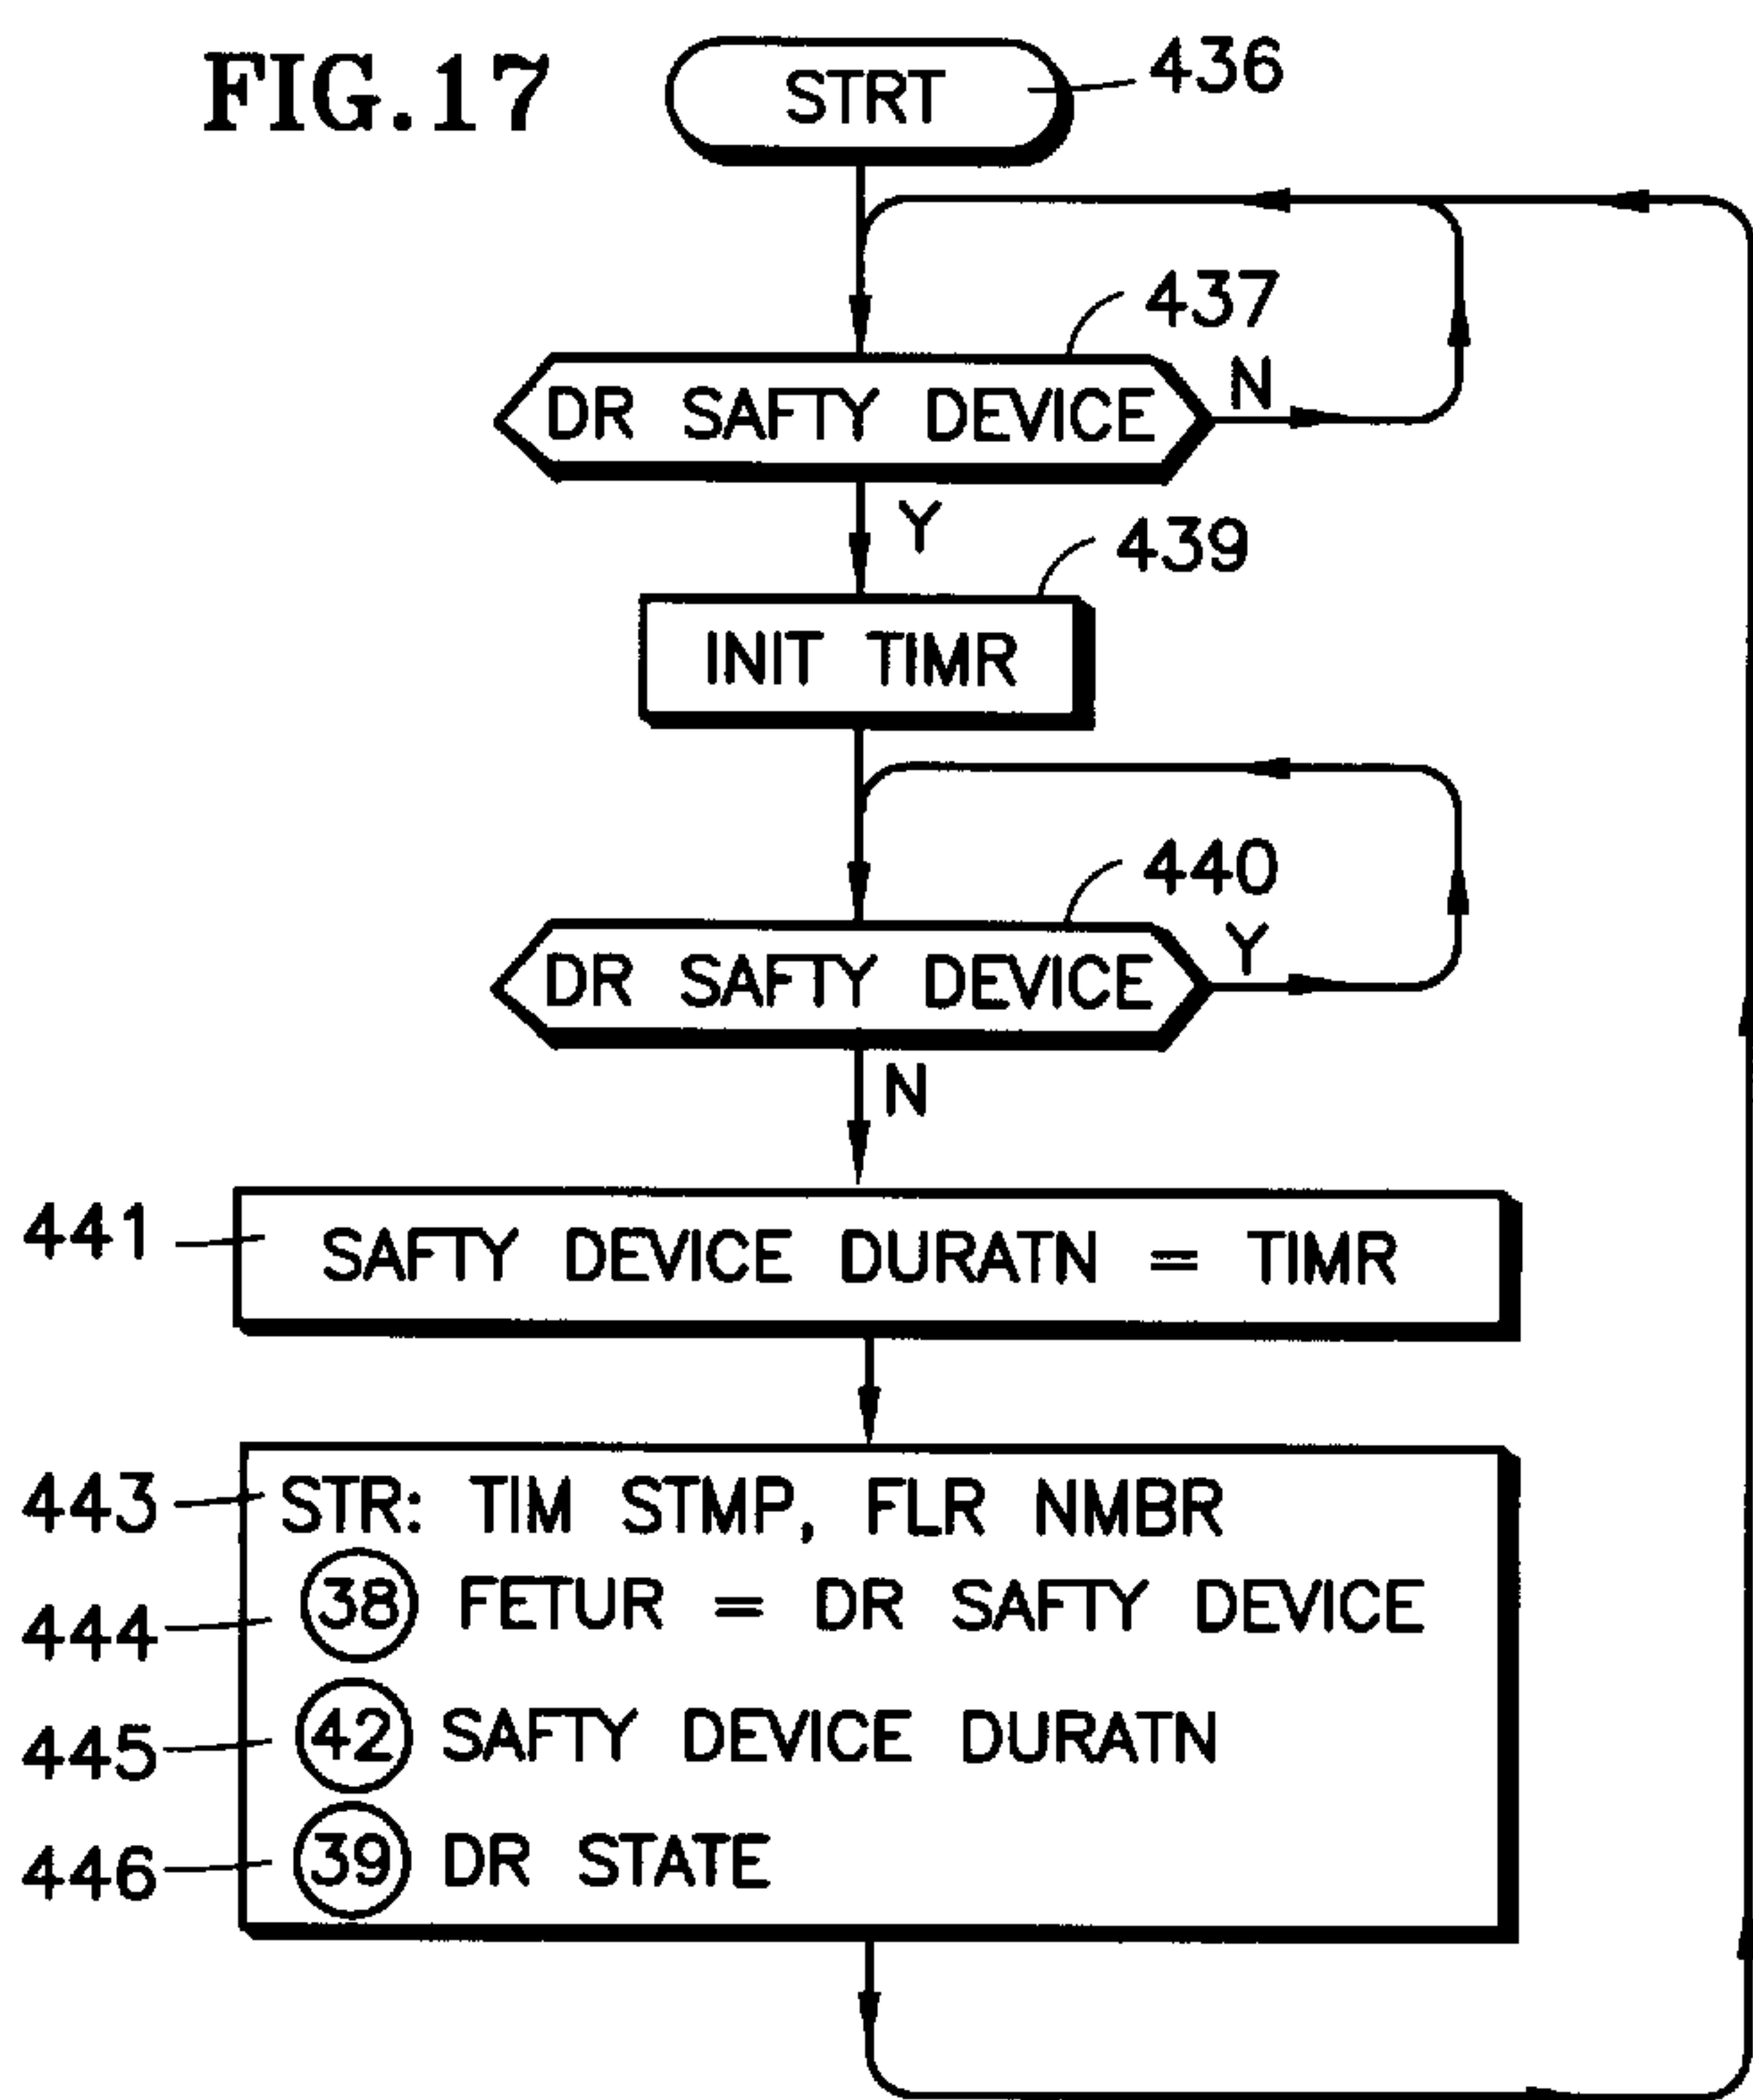 FIG.17
STRT
436
437
DR SAFTY DEVICE
N
Y
439
INIT TIMR
440
DR SAFTY DEVICE
Y
N
441
SAFTY DEVICE DURATN = TIMR
443
STR: TIM STMP, FLR NMBR
444
38 FETUR = DR SAFTY DEVICE
445
42 SAFTY DEVICE DURATN
446
39 DR STATE